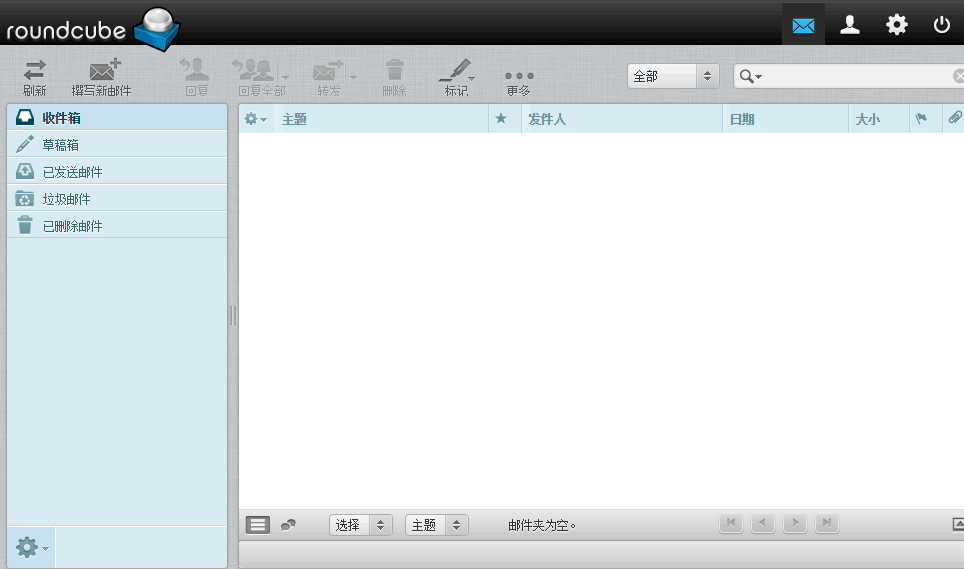 roundcube
刷新 撰写新邮件 回复 回复全部 转发 删除 标记 更多 全部
收件箱
草稿箱
已发送邮件
垃圾邮件
已删除邮件
主题 发件人 日期 大小
选择 主题 邮件夹为空。